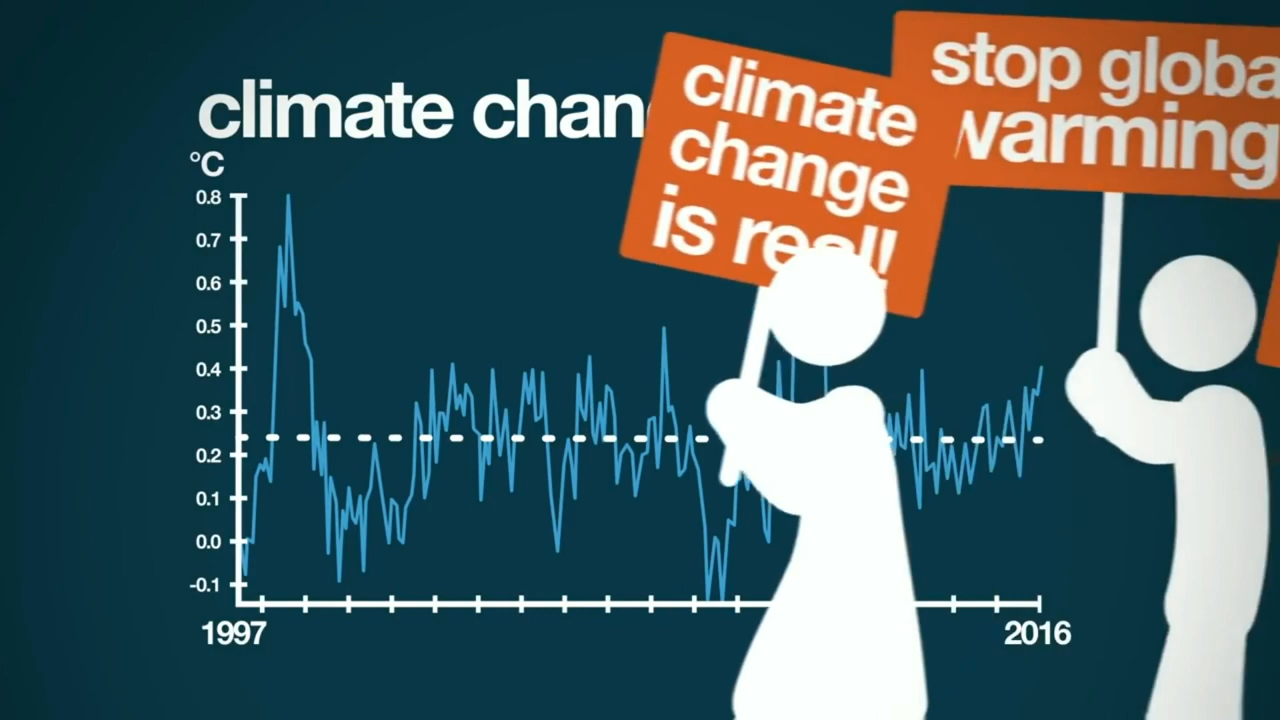 climate chan
°C
0.8
0.7
0.6
0.5
0.4
0.3
0.2
0.1
0.0
-0.1
1997
2016
climate
change
is real!
stop globa
warming